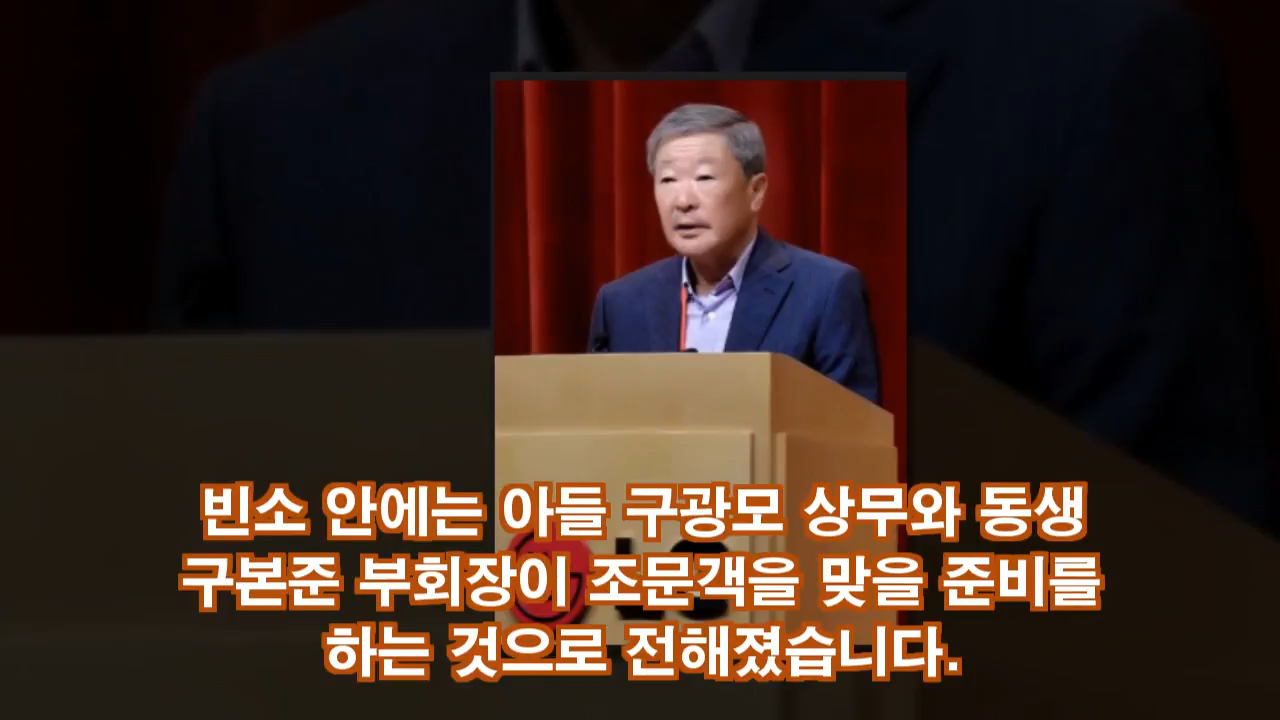 빈소 안에는 아들 구광모 상무와 동생
구본준 부회장이 조문객을 맞을 준비를
하는 것으로 전해졌습니다.
LG